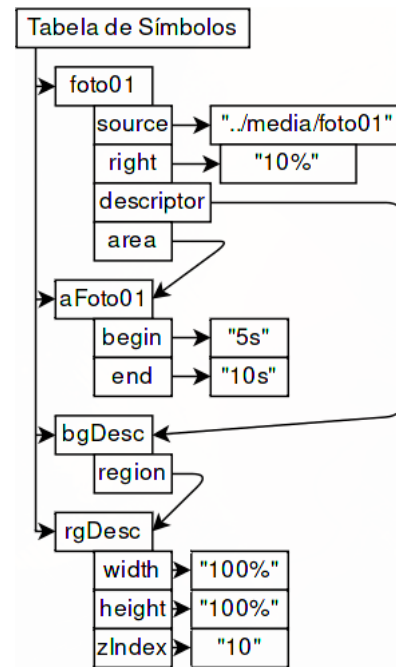 Tabela de Símbolos
foto01
source "../media/foto01"
right "10%"
descriptor
area
aFoto01
begin "5s"
end "10s"
bgDesc
region
rgDesc
width "100%"
height "100%"
zIndex "10"